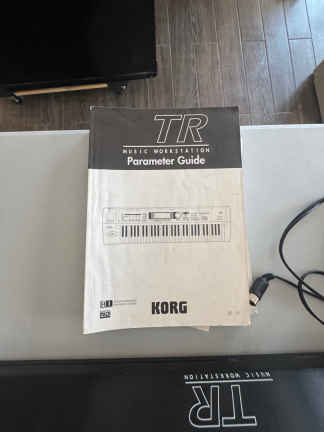 TR
MUSIC WORKSTATION
Parameter Guide
KORG
MUSIC WORKSTATION
TR